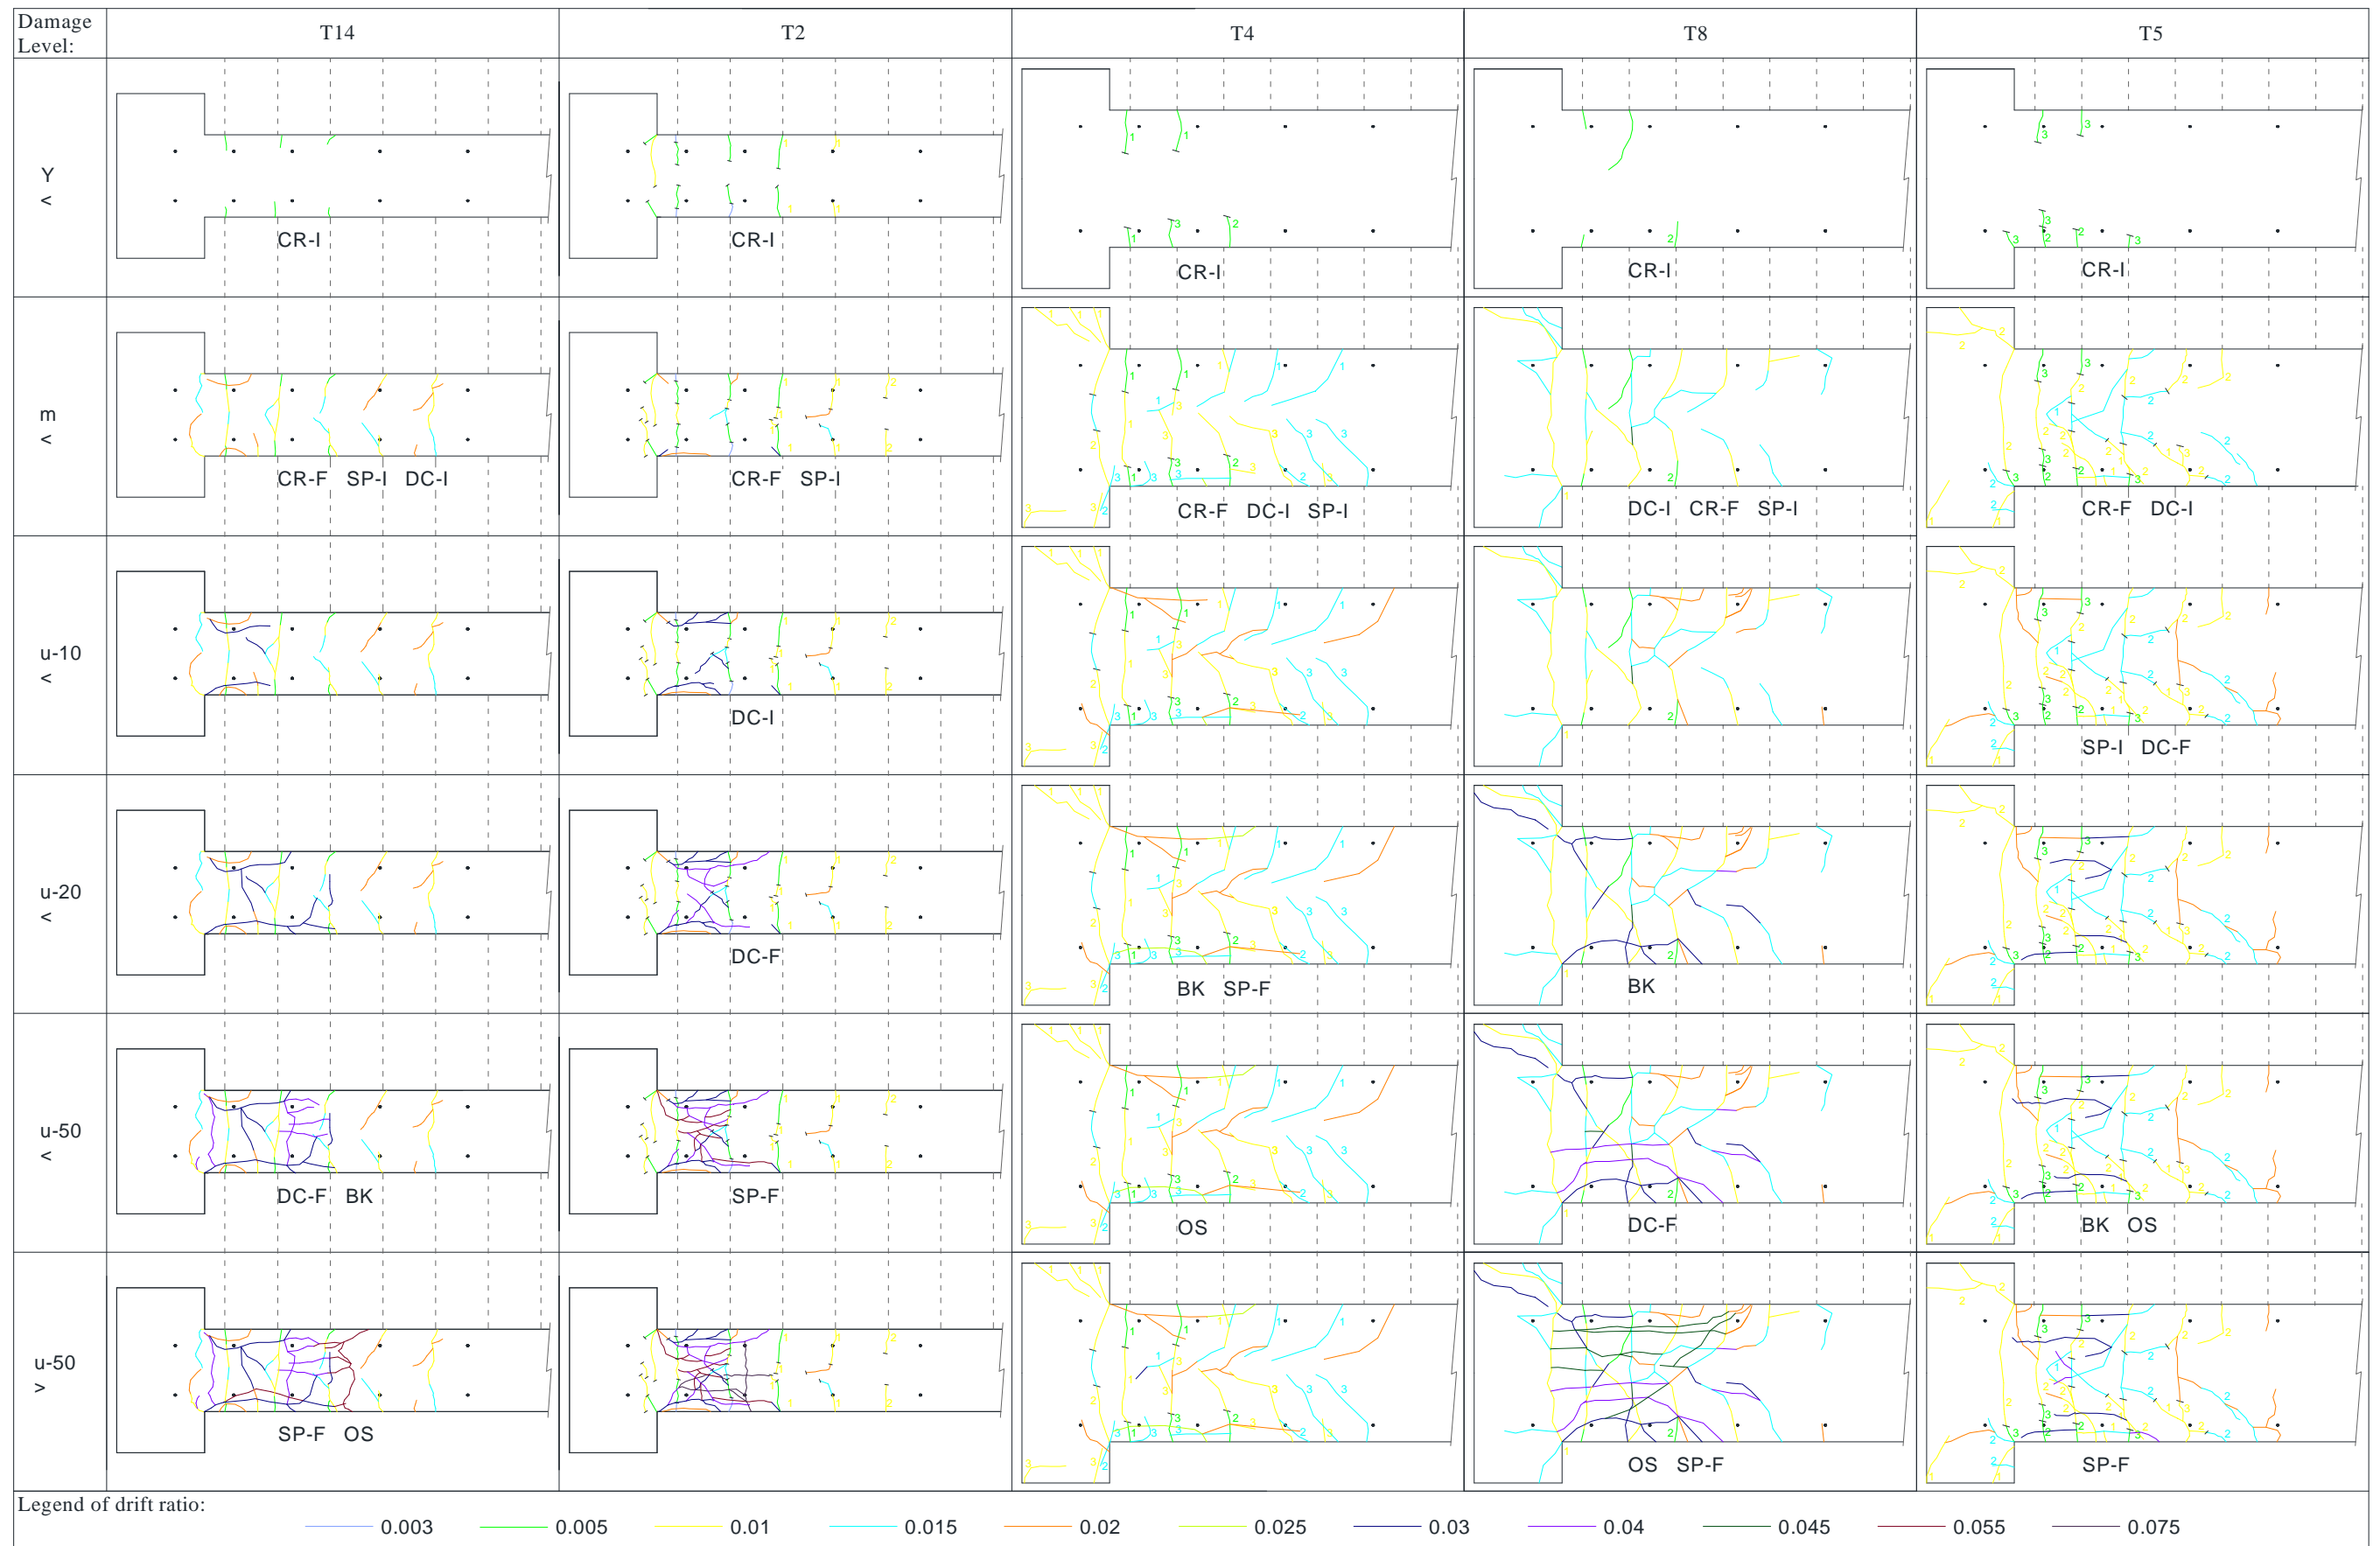 Damage Level: T14 T2 T4 T8 T5
Y
<
CR-I CR-I CR-I CR-I CR-I
m
<
CR-F SP-I DC-I CR-F SP-I CR-F DC-I SP-I DC-I CR-F SP-I CR-F DC-I
u-10
<
DC-I SP-I DC-F
u-20
<
DC-F BK SP-F BK
u-50
<
DC-F BK SP-F OS DC-F BK OS
u-50
>
SP-F OS OS SP-F SP-F
Legend of drift ratio:
0.003 0.005 0.01 0.015 0.02 0.025 0.03 0.04 0.045 0.055 0.075